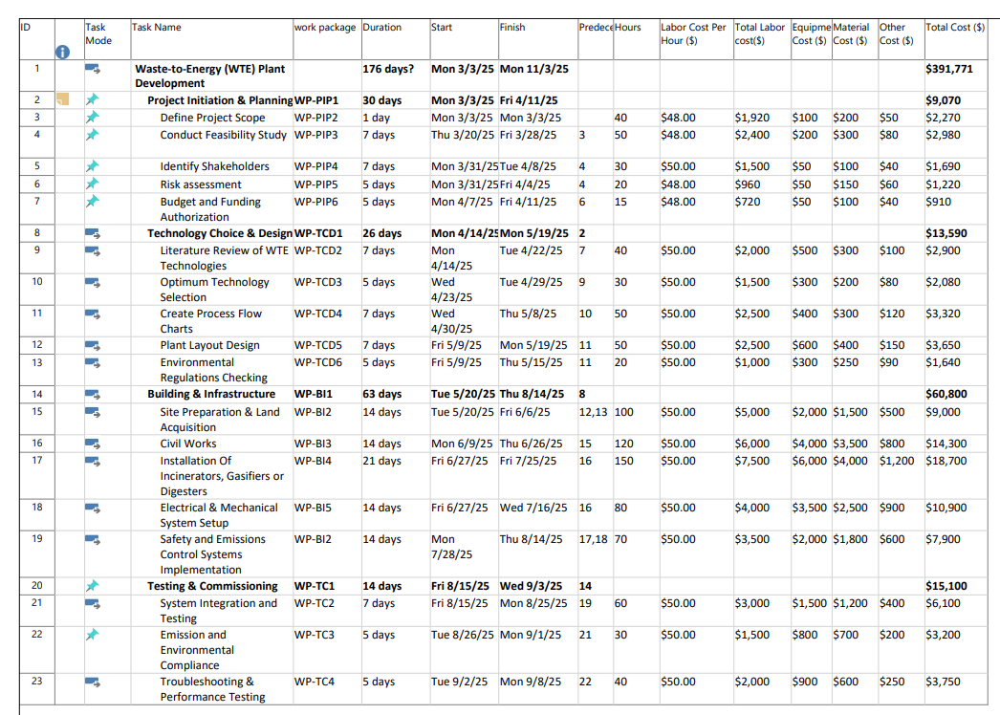 ID Task Mode Task Name work package Duration Start Finish Predece Hours Labor Cost Per Hour ($) Total Labor cost($) Equipme Cost ($) Material Cost ($) Other Cost ($) Total Cost ($)
1 Waste-to-Energy (WTE) Plant Development 176 days? Mon 3/3/25 Mon 11/3/25 $391,771
2 Project Initiation & Planning WP-PIP1 30 days Mon 3/3/25 Fri 4/11/25 $9,070
3 Define Project Scope WP-PIP2 1 day Mon 3/3/25 Mon 3/3/25 40 $48.00 $1,920 $100 $200 $50 $2,270
4 Conduct Feasibility Study WP-PIP3 7 days Thu 3/20/25 Fri 3/28/25 3 50 $48.00 $2,400 $200 $300 $80 $2,980
5 Identify Shakeholders WP-PIP4 7 days Mon 3/31/25 Tue 4/8/25 4 30 $50.00 $1,500 $50 $100 $40 $1,690
6 Risk assessment WP-PIP5 5 days Mon 3/31/25 Fri 4/4/25 4 20 $48.00 $960 $50 $150 $60 $1,220
7 Budget and Funding Authorization WP-PIP6 5 days Mon 4/7/25 Fri 4/11/25 6 15 $48.00 $720 $50 $100 $40 $910
8 Technology Choice & Design WP-TCD1 26 days Mon 4/14/25 Mon 5/19/25 2 $13,590
9 Literature Review of WTE Technologies WP-TCD2 7 days Mon 4/14/25 Tue 4/22/25 7 40 $50.00 $2,000 $500 $300 $100 $2,900
10 Optimum Technology Selection WP-TCD3 5 days Wed 4/23/25 Tue 4/29/25 9 30 $50.00 $1,500 $300 $200 $80 $2,080
11 Create Process Flow Charts WP-TCD4 7 days Wed 4/30/25 Thu 5/8/25 10 50 $50.00 $2,500 $400 $300 $120 $3,320
12 Plant Layout Design WP-TCD5 7 days Fri 5/9/25 Mon 5/19/25 11 50 $50.00 $2,500 $600 $400 $150 $3,650
13 Environmental Regulations Checking WP-TCD6 5 days Fri 5/9/25 Thu 5/15/25 11 20 $50.00 $1,000 $300 $250 $90 $1,640
14 Building & Infrastructure WP-BI1 63 days Tue 5/20/25 Thu 8/14/25 8 $60,800
15 Site Preparation & Land Acquisition WP-BI2 14 days Tue 5/20/25 Fri 6/6/25 12,13 100 $50.00 $5,000 $2,000 $1,500 $500 $9,000
16 Civil Works WP-BI3 14 days Mon 6/9/25 Thu 6/26/25 15 120 $50.00 $6,000 $4,000 $3,500 $800 $14,300
17 Installation Of Incinerators, Gasifiers or Digesters WP-BI4 21 days Fri 6/27/25 Fri 7/25/25 16 150 $50.00 $7,500 $6,000 $4,000 $1,200 $18,700
18 Electrical & Mechanical System Setup WP-BI5 14 days Fri 6/27/25 Wed 7/16/25 16 80 $50.00 $4,000 $3,500 $2,500 $900 $10,900
19 Safety and Emissions Control Systems Implementation WP-BI2 14 days Mon 7/28/25 Thu 8/14/25 17,18 70 $50.00 $3,500 $2,000 $1,800 $600 $7,900
20 Testing & Commissioning WP-TC1 14 days Fri 8/15/25 Wed 9/3/25 14 $15,100
21 System Integration and Testing WP-TC2 7 days Fri 8/15/25 Mon 8/25/25 19 60 $50.00 $3,000 $1,500 $1,200 $400 $6,100
22 Emission and Environmental Compliance WP-TC3 5 days Tue 8/26/25 Mon 9/1/25 21 30 $50.00 $1,500 $800 $700 $200 $3,200
23 Troubleshooting & Performance Testing WP-TC4 5 days Tue 9/2/25 Mon 9/8/25 22 40 $50.00 $2,000 $900 $600 $250 $3,750